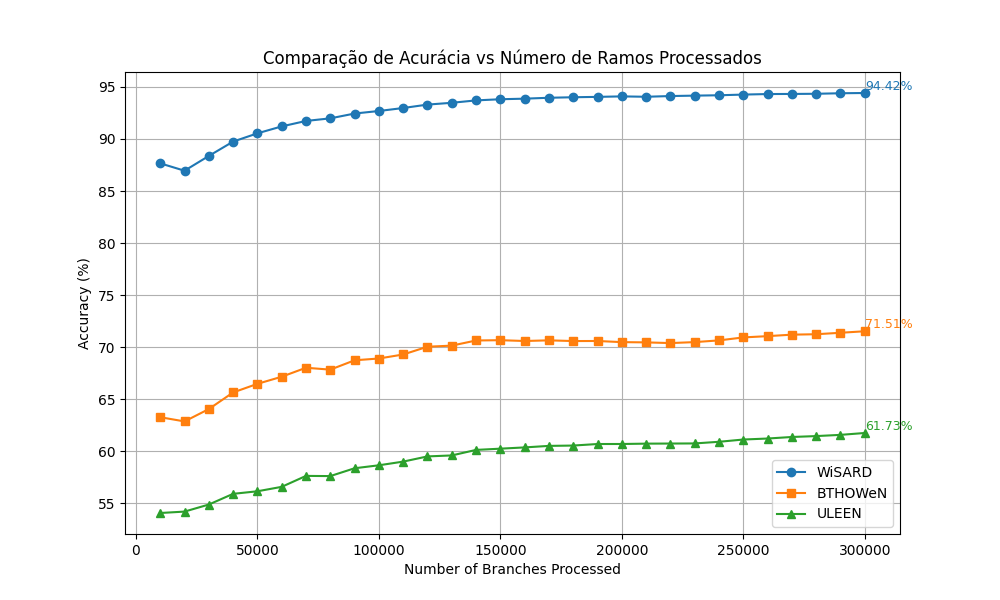 Comparação de Acurácia vs Número de Ramos Processados
Accuracy (%)
95
90
85
80
75
70
65
60
55
94.42%
71.51%
61.73%
WiSARD
BTHOWeN
ULEEN
0 50000 100000 150000 200000 250000 300000
Number of Branches Processed